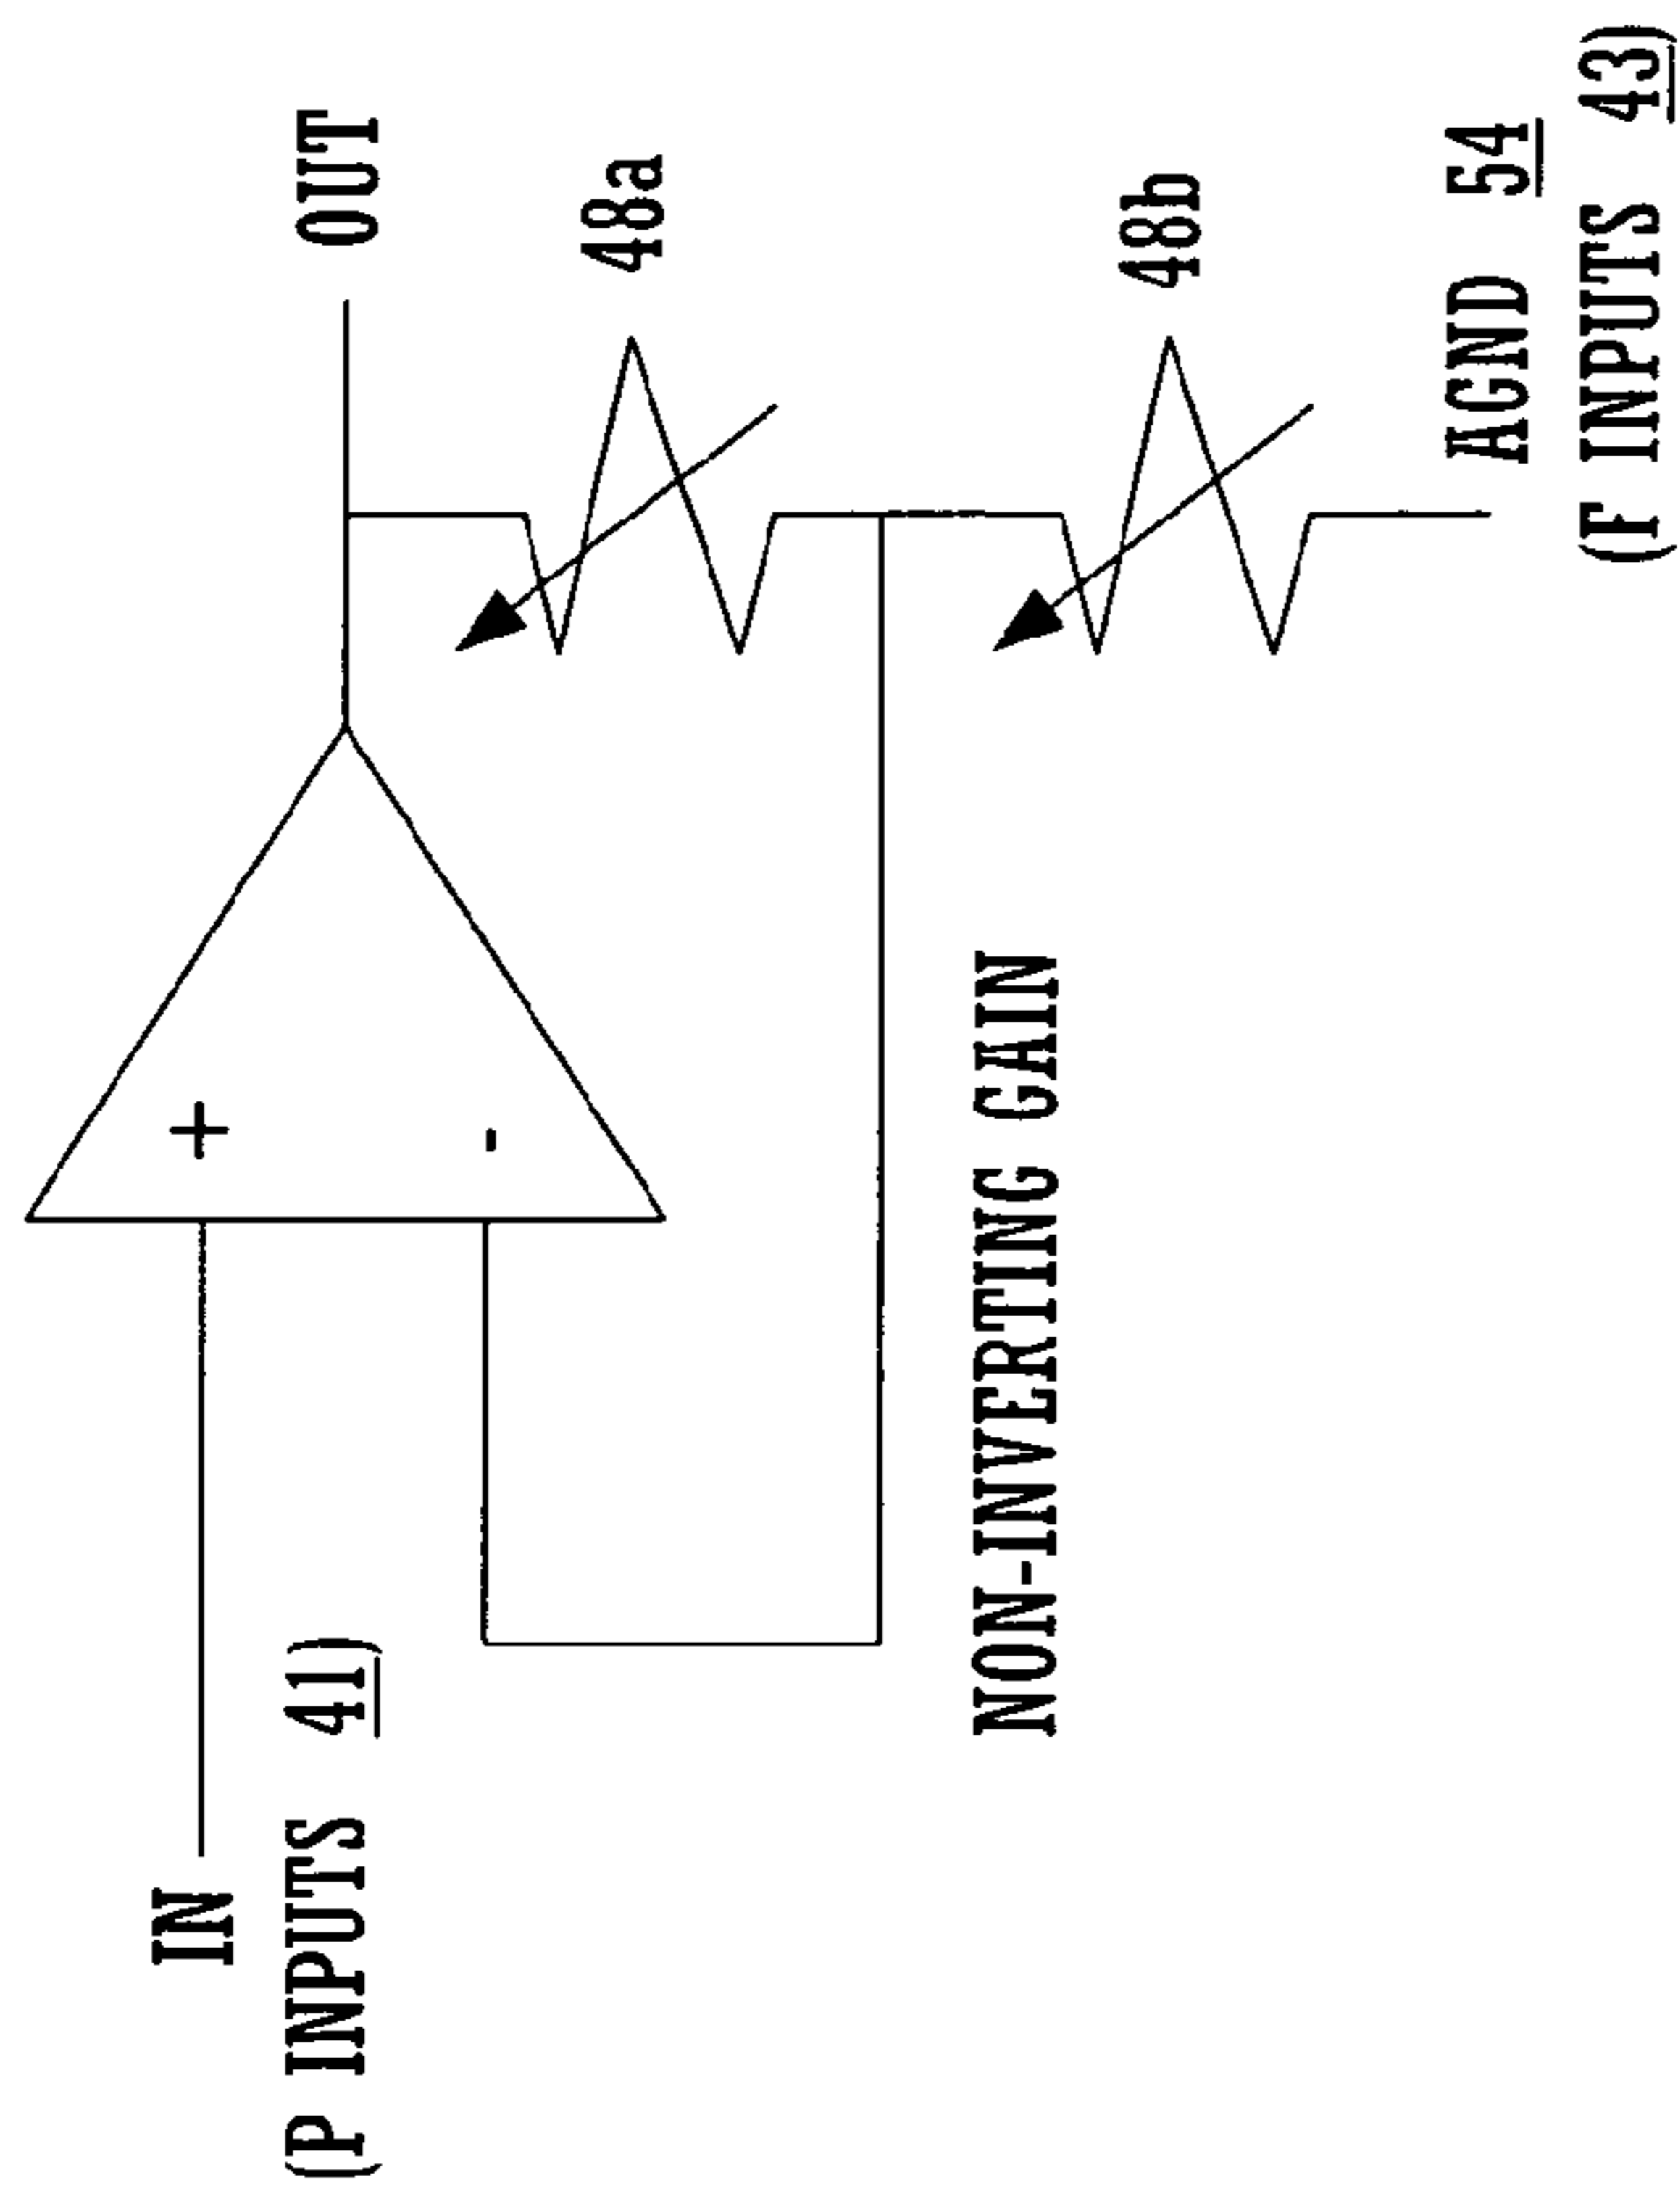 IN
(P INPUTS 41)
+
-
OUT
48a
48b
NON-INVERTING GAIN
AGND 54
(F INPUTS 43)